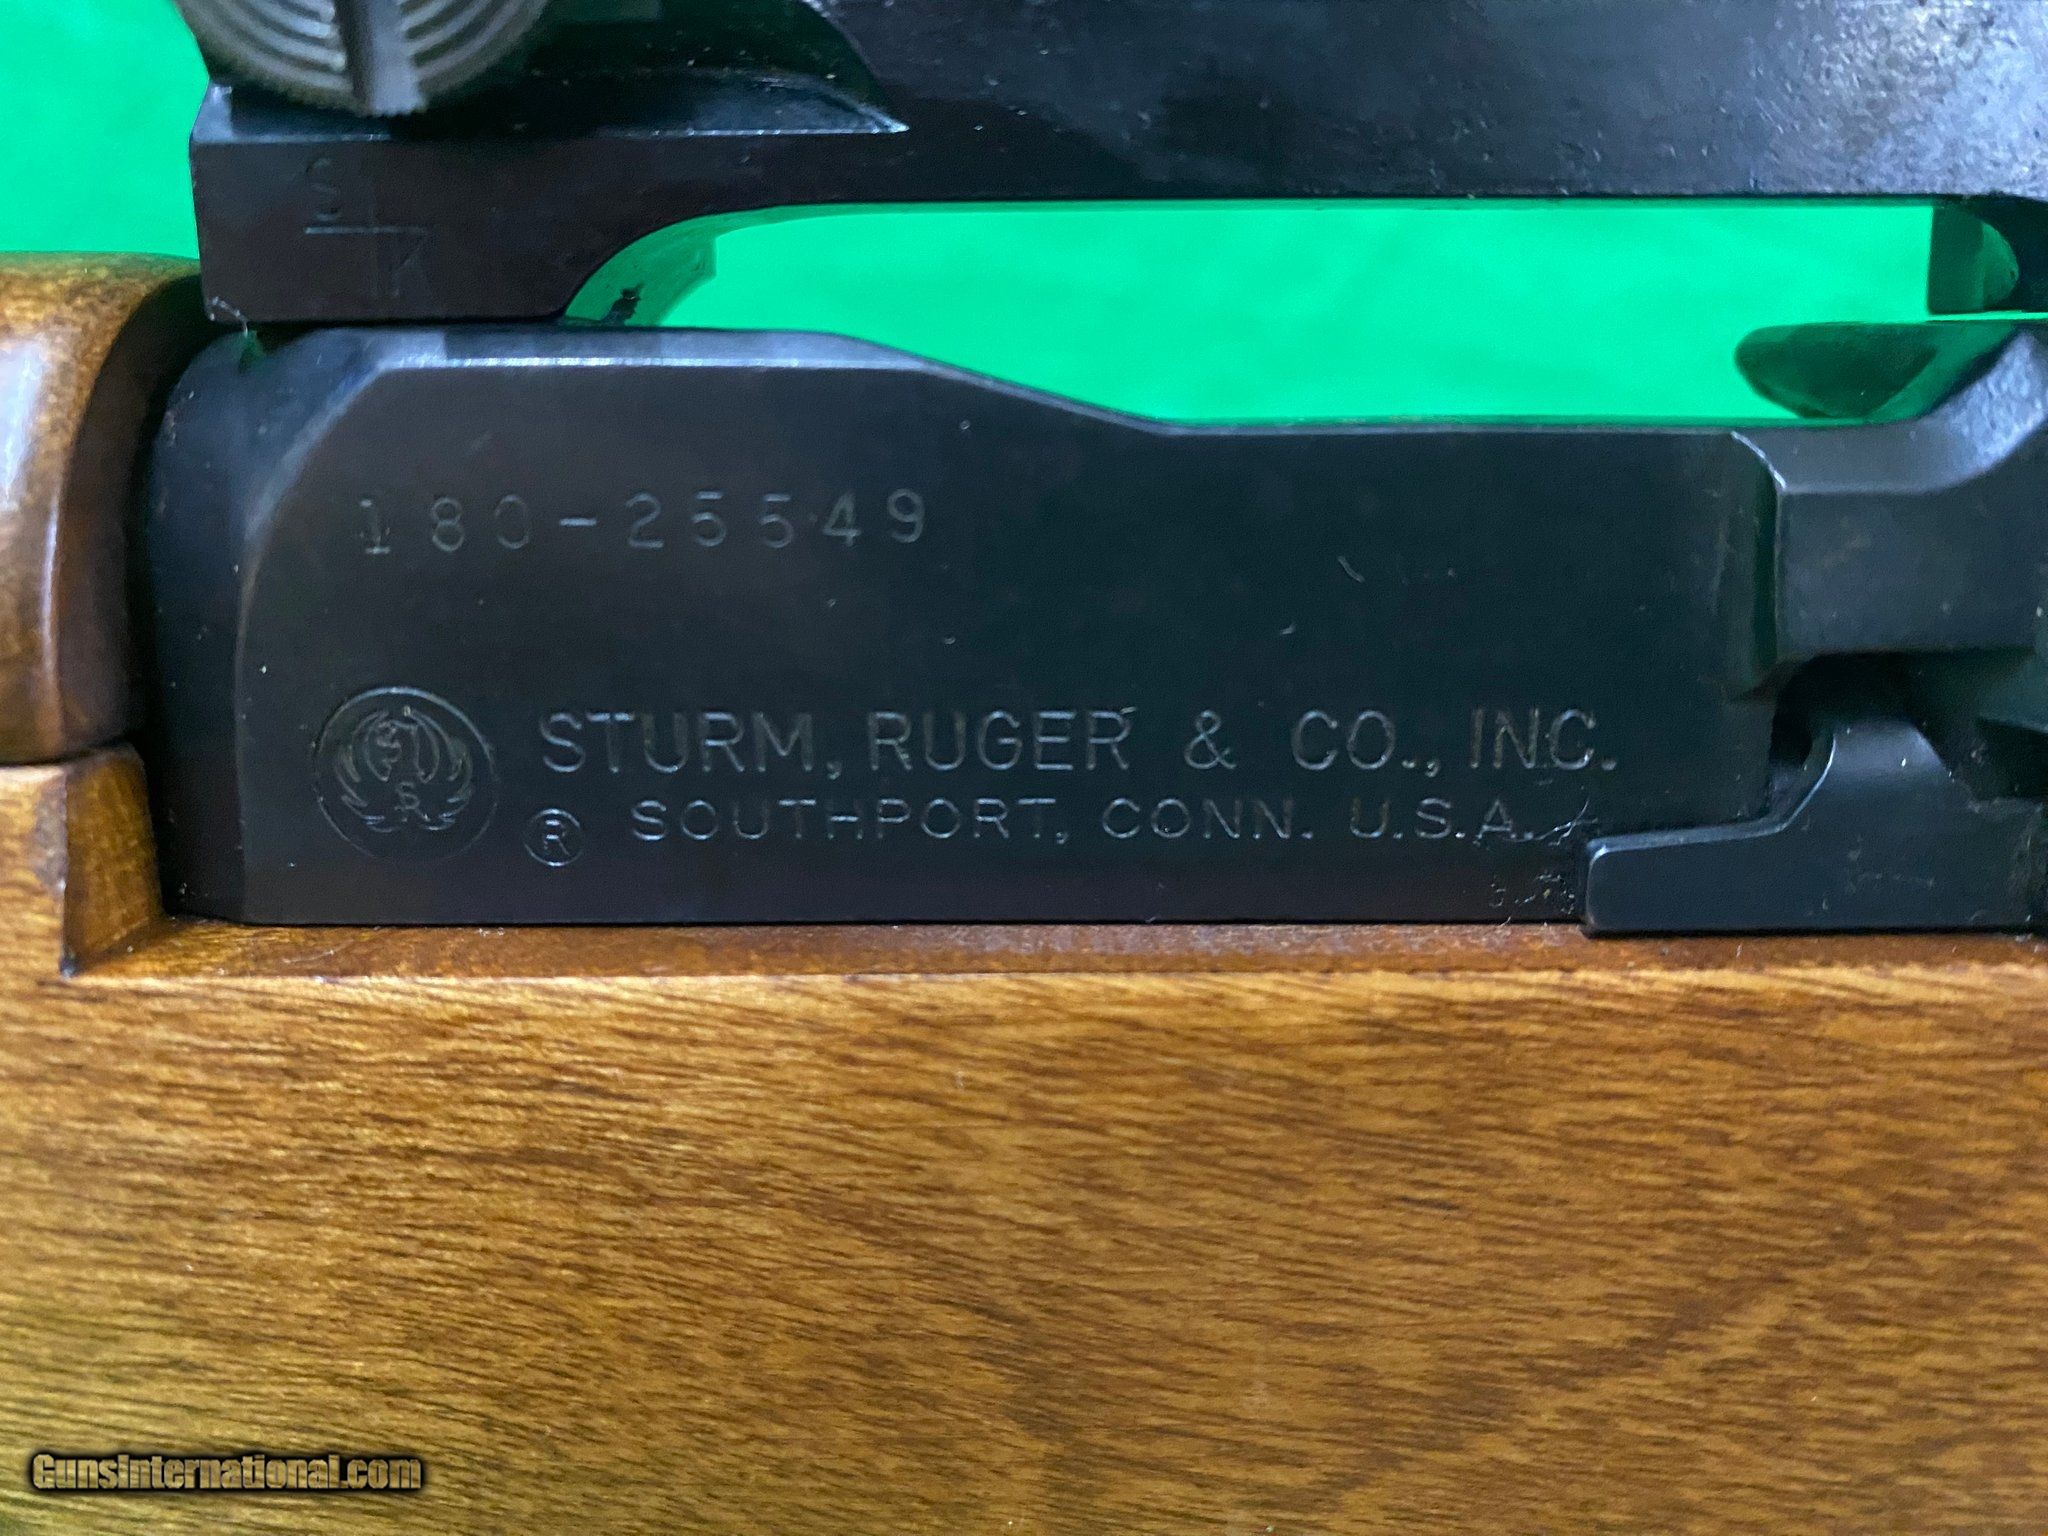 180-25549
STURM, RUGER & CO., INC.
® SOUTHPORT, CONN. U.S.A.
GunsInternational.com